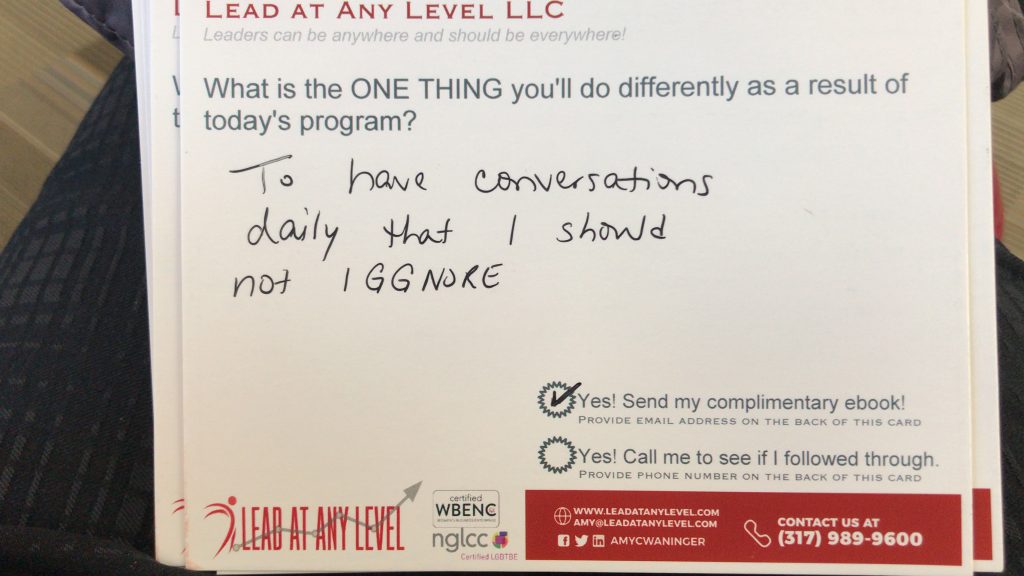 LEAD AT ANY LEVEL LLC
Leaders can be anywhere and should be everywhere!
What is the ONE THING you'll do differently as a result of
today's program?
To have conversations
daily that I should
not IGGNORE
Yes! Send my complimentary ebook!
PROVIDE EMAIL ADDRESS ON THE BACK OF THIS CARD
Yes! Call me to see if I followed through.
PROVIDE PHONE NUMBER ON THE BACK OF THIS CARD
LEAD AT ANY LEVEL
certified
WBENC
nglcc
Certified LGBTBE
WWW.LEADATANYLEVEL.COM
AMY@LEADATANYLEVEL.COM
AMYCWANINGER
CONTACT US AT
(317) 989-9600